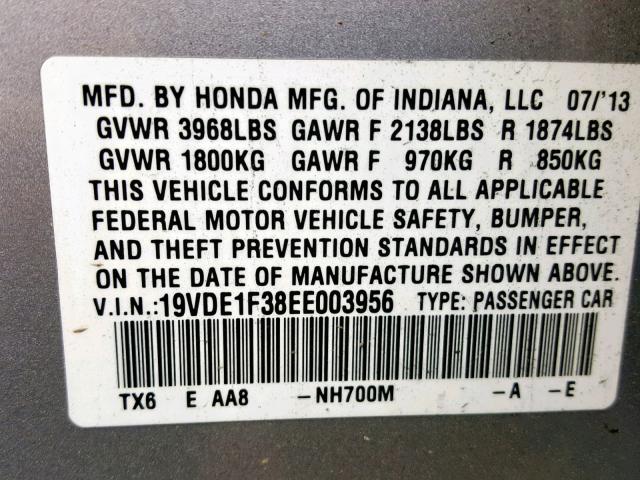 MFD. BY HONDA MFG. OF INDIANA, LLC 07/'13
GVWR 3968LBS GAWR F 2138LBS R 1874LBS
GVWR 1800KG GAWR F 970KG R 850KG
THIS VEHICLE CONFORMS TO ALL APPLICABLE
FEDERAL MOTOR VEHICLE SAFETY, BUMPER,
AND THEFT PREVENTION STANDARDS IN EFFECT
ON THE DATE OF MANUFACTURE SHOWN ABOVE.
V.I.N.:19VDE1F38EE003956 TYPE: PASSENGER CAR
TX6 E AA8 -NH700M -A -E